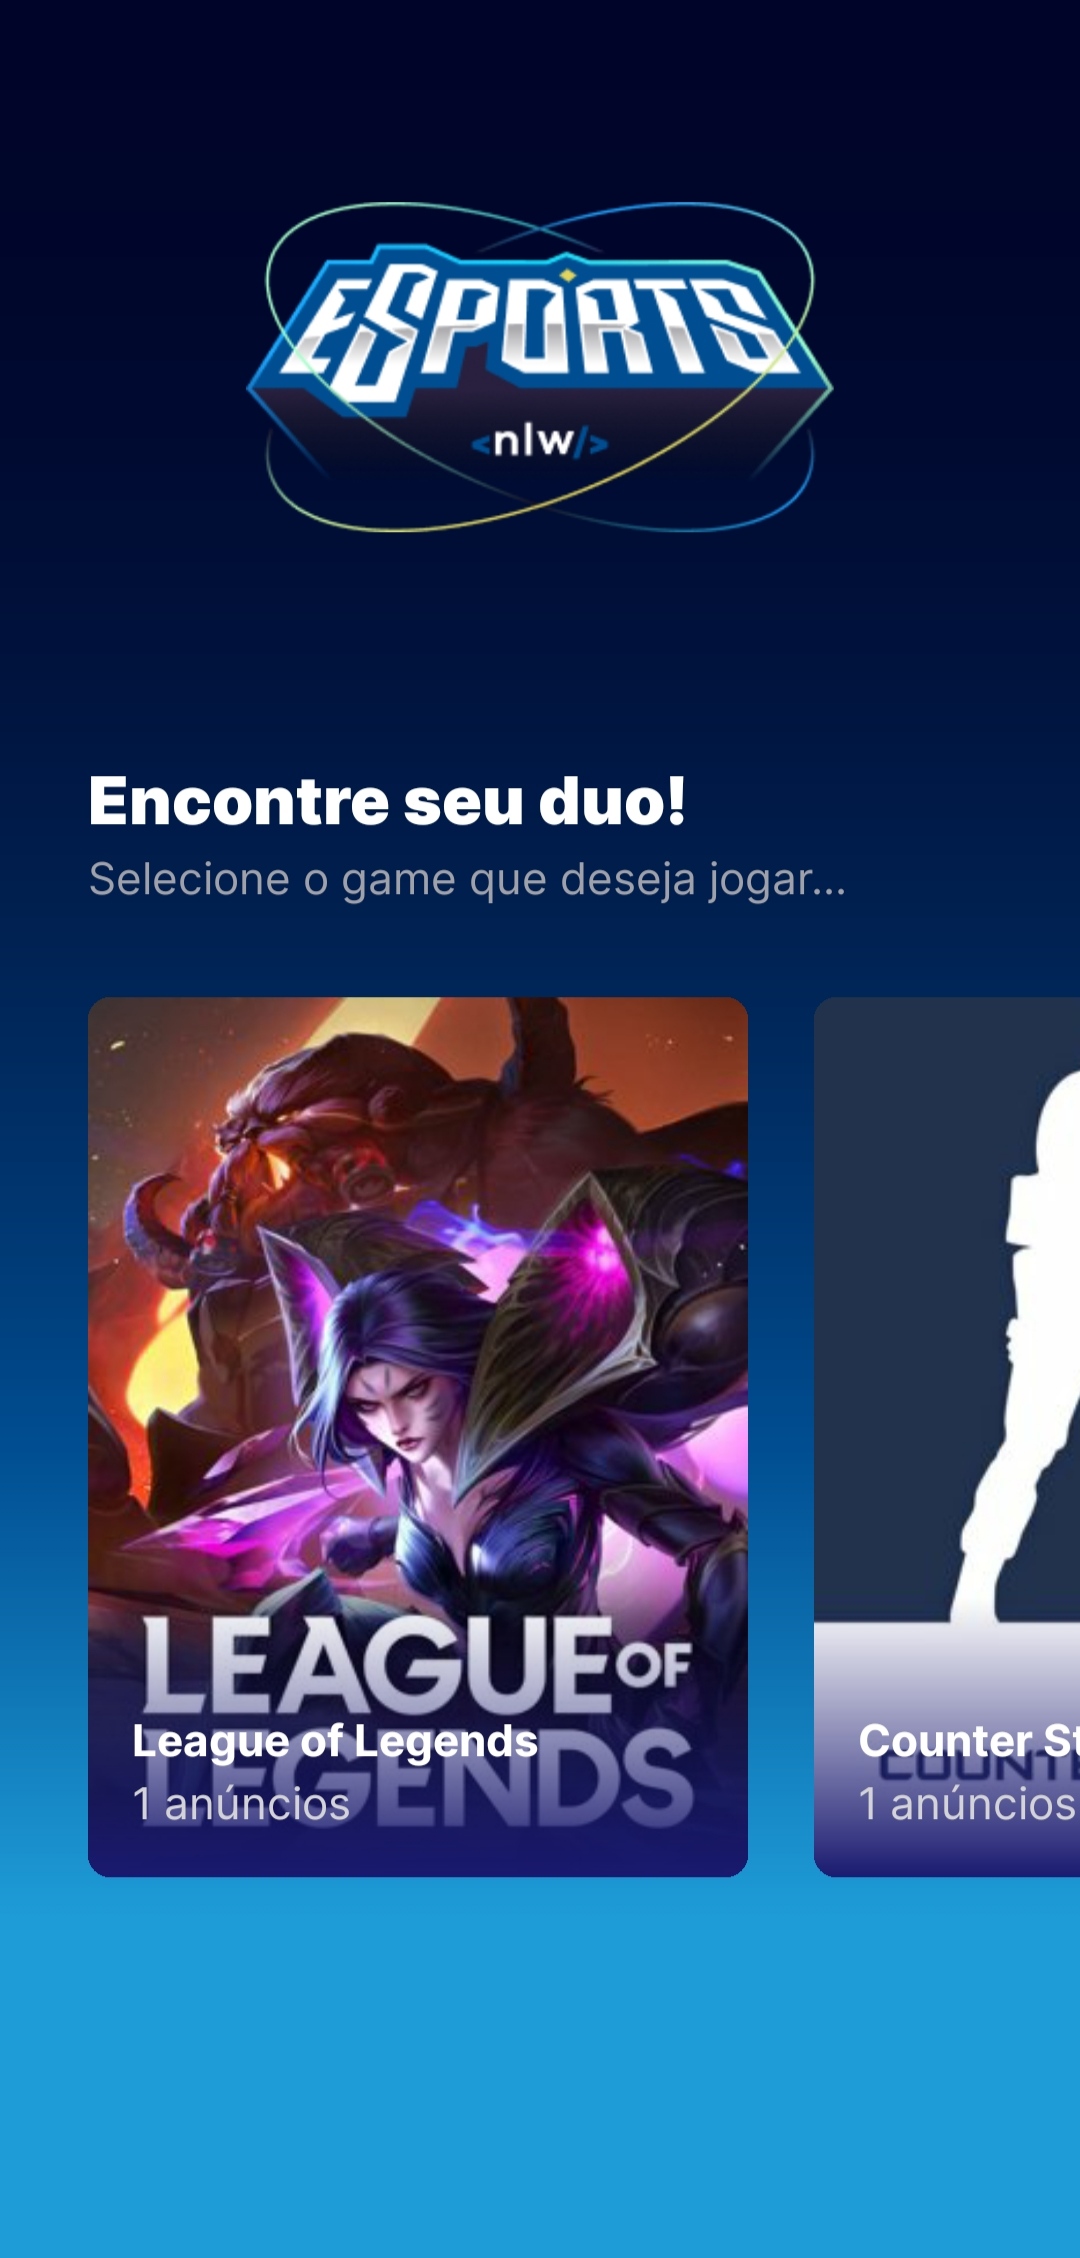 ESPORTS
<nlw/>
Encontre seu duo!
Selecione o game que deseja jogar...
LEAGUE OF
LEGENDS
League of Legends
1 anúncios
Counter
1 anúncios